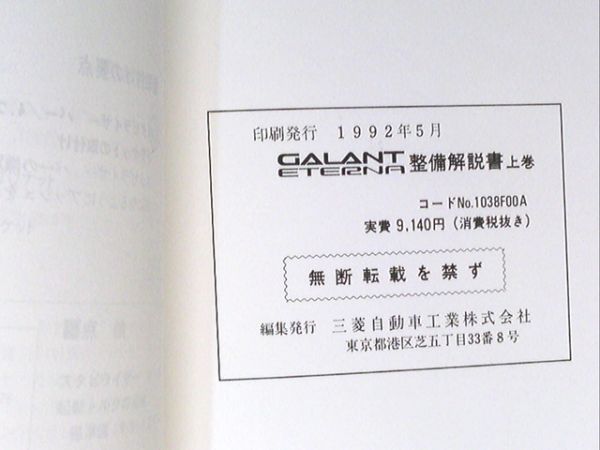 印刷発行 1992年5月
GALANT
ETERNA 整備解説書 上巻
コードNo.1038F00A
実費 9,140円 (消費税抜き)
無断転載を禁ず
編集発行 三菱自動車工業株式会社
東京都港区芝五丁目33番8号